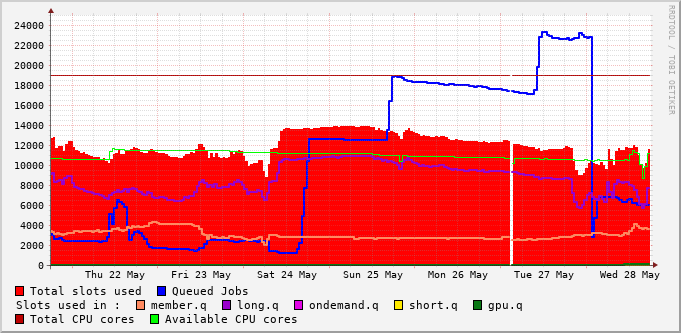 24000
22000
20000
18000
16000
14000
12000
10000
8000
6000
4000
2000
0
Thu 22 May Fri 23 May Sat 24 May Sun 25 May Mon 26 May Tue 27 May Wed 28 May
Total slots used Queued Jobs
Slots used in : member.q long.q ondemand.q short.q gpu.q
Total CPU cores Available CPU cores
RRDTOOL / TOBI OETIKER